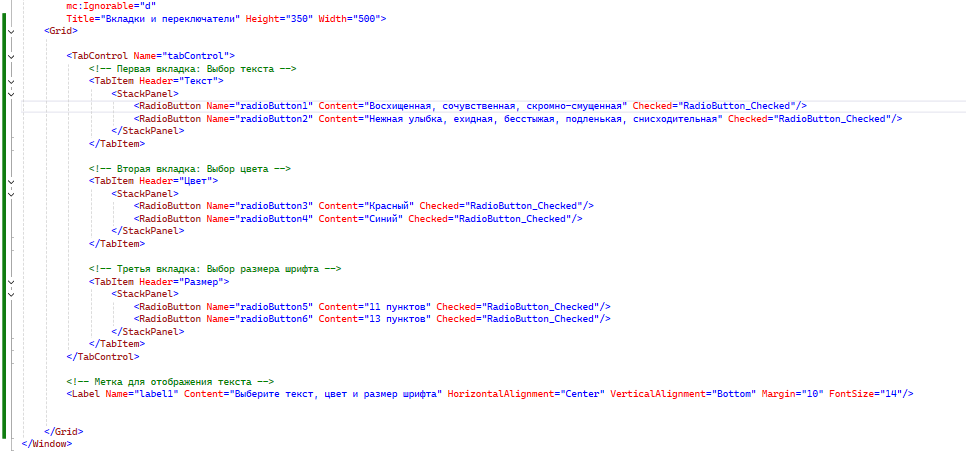 mc:Ignorable="d"
Title="Вкладки и переключатели" Height="350" Width="500">
<Grid>
<TabControl Name="tabControl">
<!-- Первая вкладка: Выбор текста -->
<TabItem Header="Текст">
<StackPanel>
<RadioButton Name="radioButton1" Content="Восхищенная, сочувственная, скромно-смущенная" Checked="RadioButton_Checked"/>
<RadioButton Name="radioButton2" Content="Нежная улыбка, ехидная, бесстыжая, подленькая, снисходительная" Checked="RadioButton_Checked"/>
</StackPanel>
</TabItem>
<!-- Вторая вкладка: Выбор цвета -->
<TabItem Header="Цвет">
<StackPanel>
<RadioButton Name="radioButton3" Content="Красный" Checked="RadioButton_Checked"/>
<RadioButton Name="radioButton4" Content="Синий" Checked="RadioButton_Checked"/>
</StackPanel>
</TabItem>
<!-- Третья вкладка: Выбор размера шрифта -->
<TabItem Header="Размер">
<StackPanel>
<RadioButton Name="radioButton5" Content="11 пунктов" Checked="RadioButton_Checked"/>
<RadioButton Name="radioButton6" Content="13 пунктов" Checked="RadioButton_Checked"/>
</StackPanel>
</TabItem>
</TabControl>
<!-- Метка для отображения текста -->
<Label Name="label1" Content="Выберите текст, цвет и размер шрифта" HorizontalAlignment="Center" VerticalAlignment="Bottom" Margin="10" FontSize="14"/>
</Grid>
</Window>